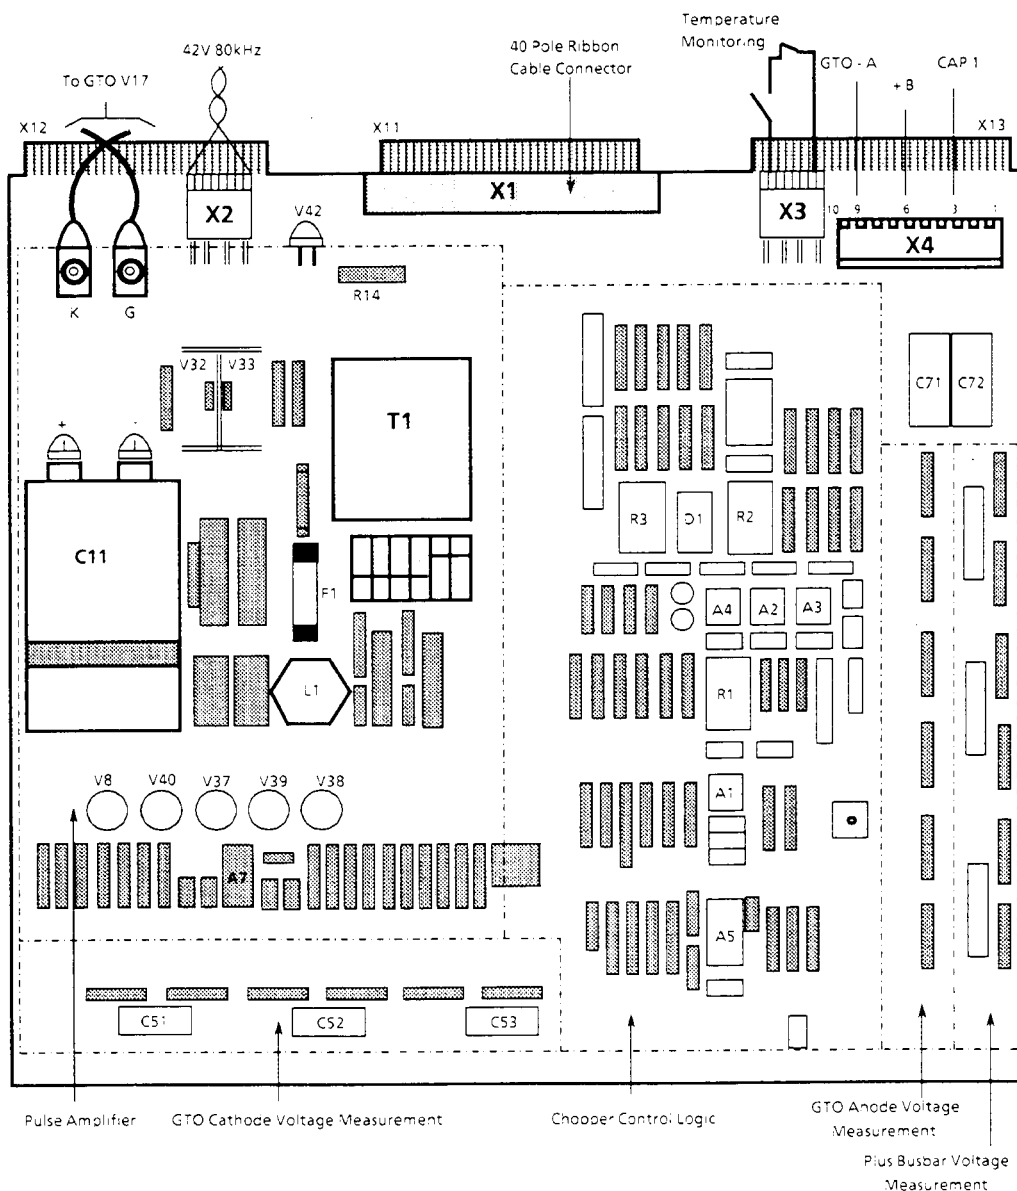 Temperature
Monitoring
42V 80kHz
40 Pole Ribbon
Cable Connector
To GTO V17
GTO - A
+ B
CAP 1
X12
X11
X13
X1
X2
V42
X3
10
9
6
3
1
X4
R14
K
G
V32
V33
C71
C72
T1
+
-
C11
R3
D1
R2
F1
A4
A2
A3
L1
R1
V8
V40
V37
V39
V38
A1
A7
A5
C51
C52
C53
Pulse Amplifier
GTO Cathode Voltage Measurement
Chopper Control Logic
GTO Anode Voltage
Measurement
Plus Busbar Voltage
Measurement